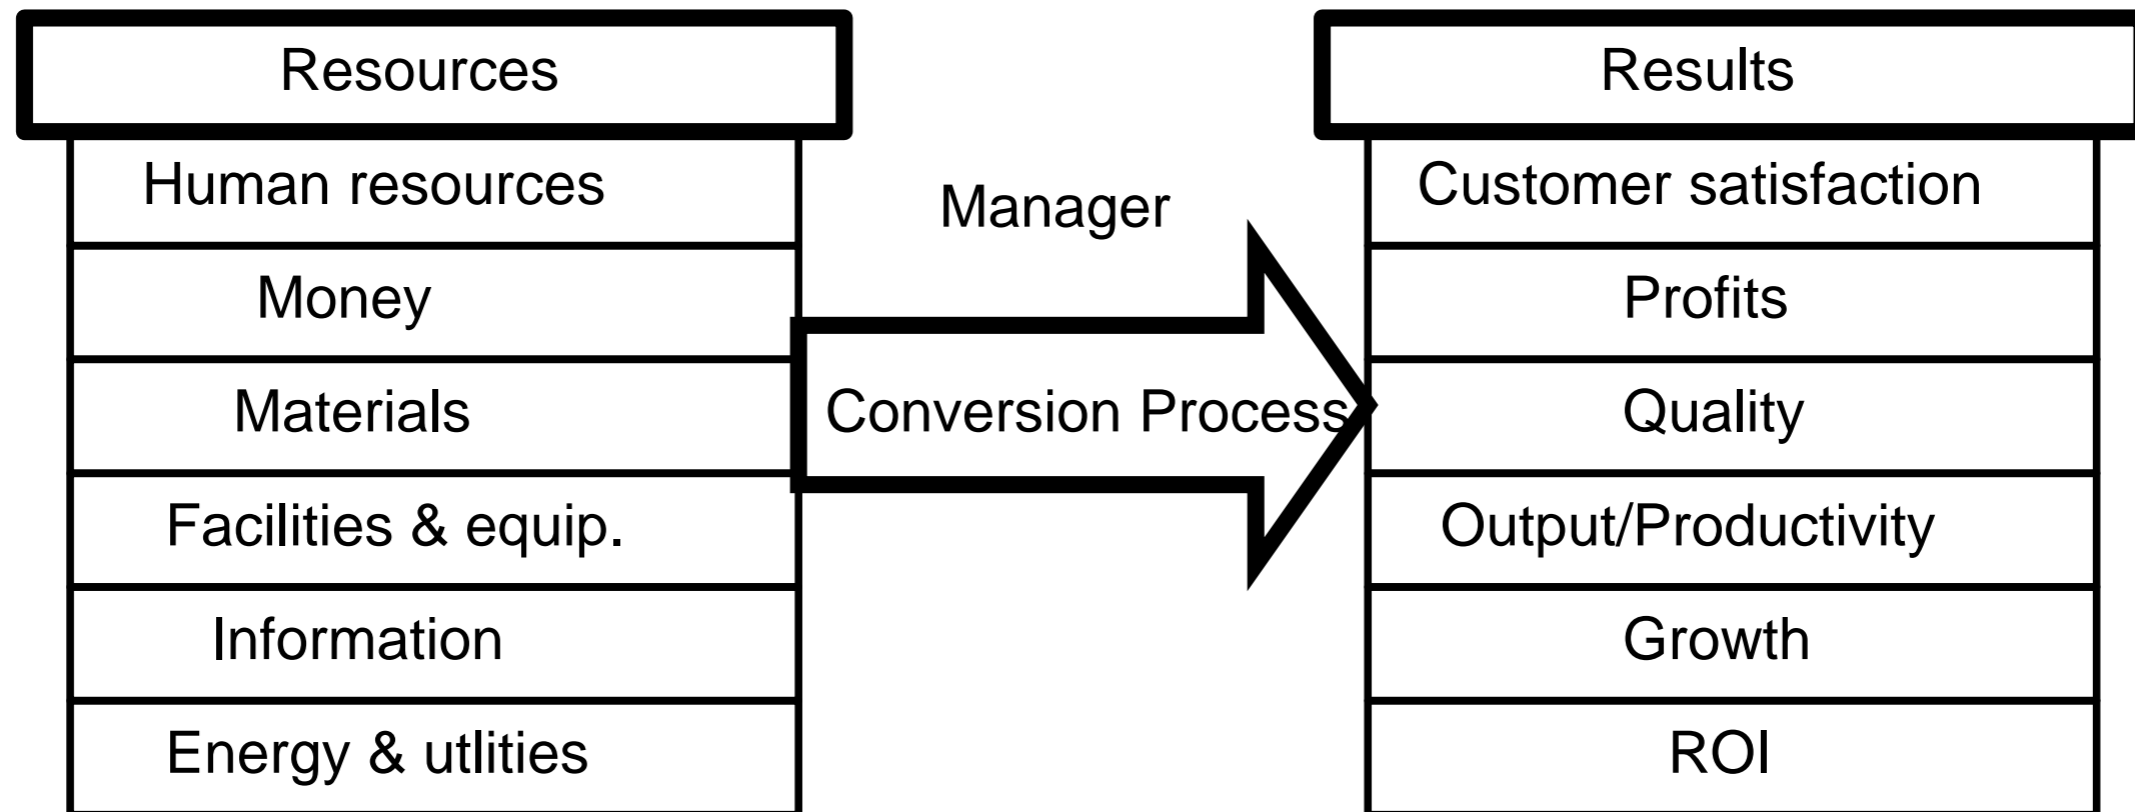 Resources
Human resources
Money
Materials
Facilities & equip.
Information
Energy & utlities
Manager
Conversion Process
Results
Customer satisfaction
Profits
Quality
Output/Productivity
Growth
ROI